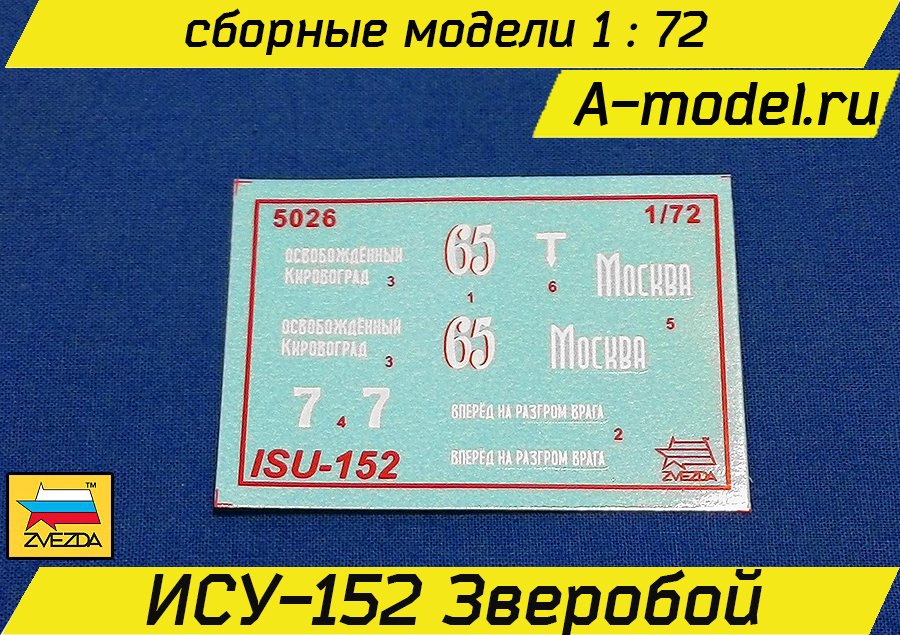 сборные модели 1 : 72
A-model.ru
5026
1/72
ОСВОБОЖДЁННЫЙ
КИРОВОГРАД 3
65
1
Т
6
МОСКВА
ОСВОБОЖДЁННЫЙ
КИРОВОГРАД 3
65
МОСКВА
5
7 4 7
ВПЕРЁД НА РАЗГРОМ ВРАГА
2
ВПЕРЁД НА РАЗГРОМ ВРАГА
ISU-152
ZVEZDA
TM
ZVEZDA
ИСУ-152 Зверобой